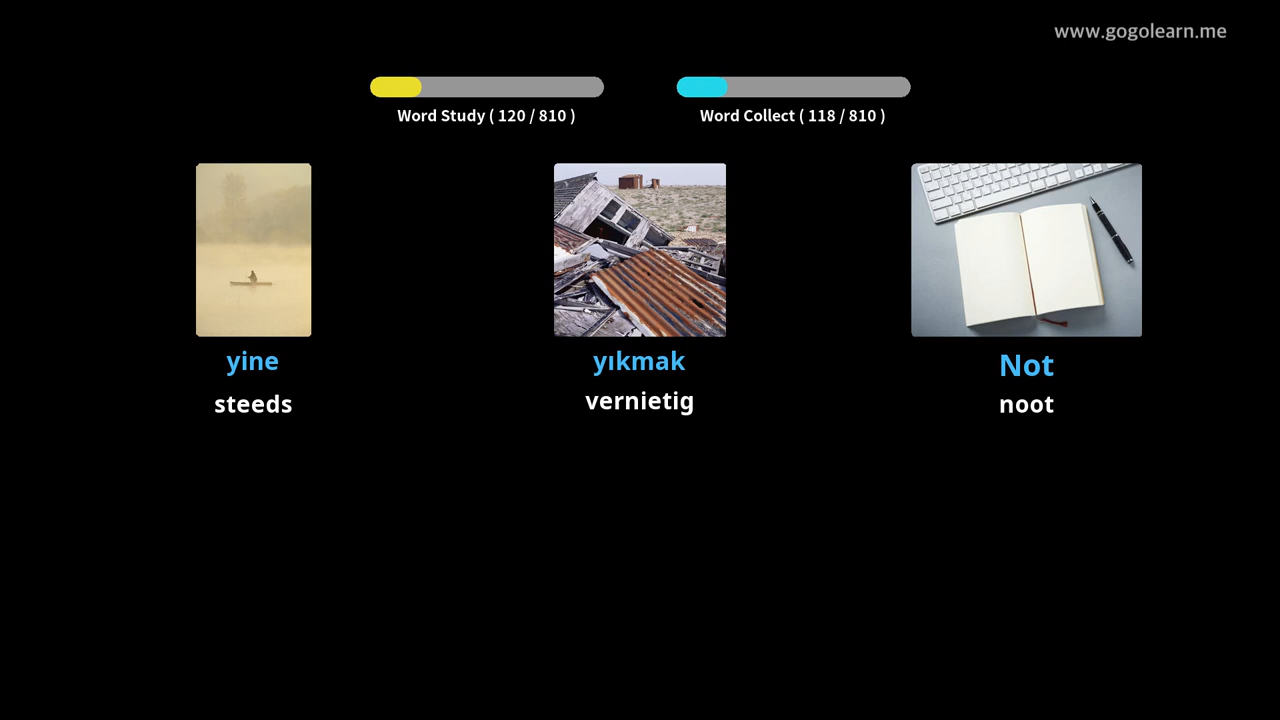 www.gogolearn.me
Word Study ( 120 / 810 )
Word Collect ( 118 / 810 )
yine
steeds
yıkmak
vernietig
Not
noot